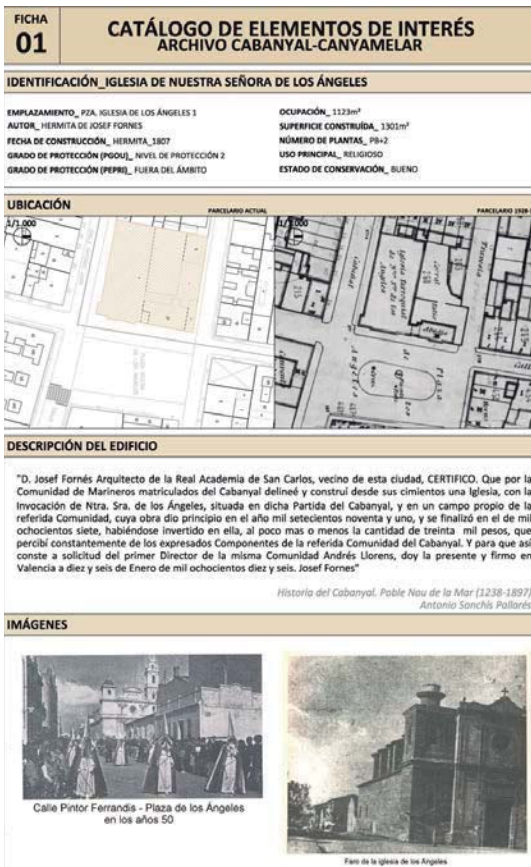 FICHA
01
CATÁLOGO DE ELEMENTOS DE INTERÉS
ARCHIVO CABANYAL-CANYAMELAR
IDENTIFICACIÓN_IGLESIA DE NUESTRA SEÑORA DE LOS ÁNGELES
EMPLAZAMIENTO_ PZA. IGLESIA DE LOS ÁNGELES 1
AUTOR_ HERMITA DE JOSEF FORNES
FECHA DE CONSTRUCCIÓN_ HERMITA_1807
GRADO DE PROTECCIÓN (PGOU)_ NIVEL DE PROTECCIÓN 2
GRADO DE PROTECCIÓN (PEPRI)_ FUERA DEL ÁMBITO
OCUPACIÓN_ 1123m²
SUPERFICIE CONSTRUÍDA_ 1301m²
NÚMERO DE PLANTAS_ PB+2
USO PRINCIPAL_ RELIGIOSO
ESTADO DE CONSERVACIÓN_ BUENO
UBICACIÓN
PARCELARIO ACTUAL
PARCELARIO
1/1.000
1/1.000
Iglesia Parroquial
de
Angeles
Plaza
de
los
Angeles
DESCRIPCIÓN DEL EDIFICIO
"D. Josef Fornés Arquitecto de la Real Academia de San Carlos, vecino de esta ciudad, CERTIFICO. Que por la
Comunidad de Marineros matriculados del Cabanyal delineé y construí desde sus cimientos una Iglesia, con la
Invocación de Ntra. Sra. de los Ángeles, situada en dicha Partida del Cabanyal, y en un campo propio de la
referida Comunidad, cuya obra dio principio en el año mil setecientos noventa y uno, y se finalizó en el de mil
ochocientos siete, habiéndose invertido en ella, al poco mas o menos la cantidad de treinta mil pesos, que
percibí constantemente de los expresados Componentes de la referida Comunidad del Cabanyal. Y para que así
conste a solicitud del primer Director de la misma Comunidad Andrés Llorens, doy la presente y firmo en
Valencia a diez y seis de Enero de mil ochocientos diez y seis. Josef Fornes"
Historia del Cabanyal. Poble Nou de la Mar (1238-1897)
Antonio Sanchis Pallarés
IMÁGENES
Calle Pintor Ferrandis - Plaza de los Ángeles
en los años 50
Faro de la iglesia de los Angeles